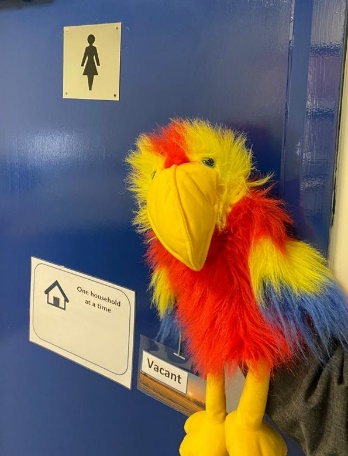 One household
at a time
Vacant